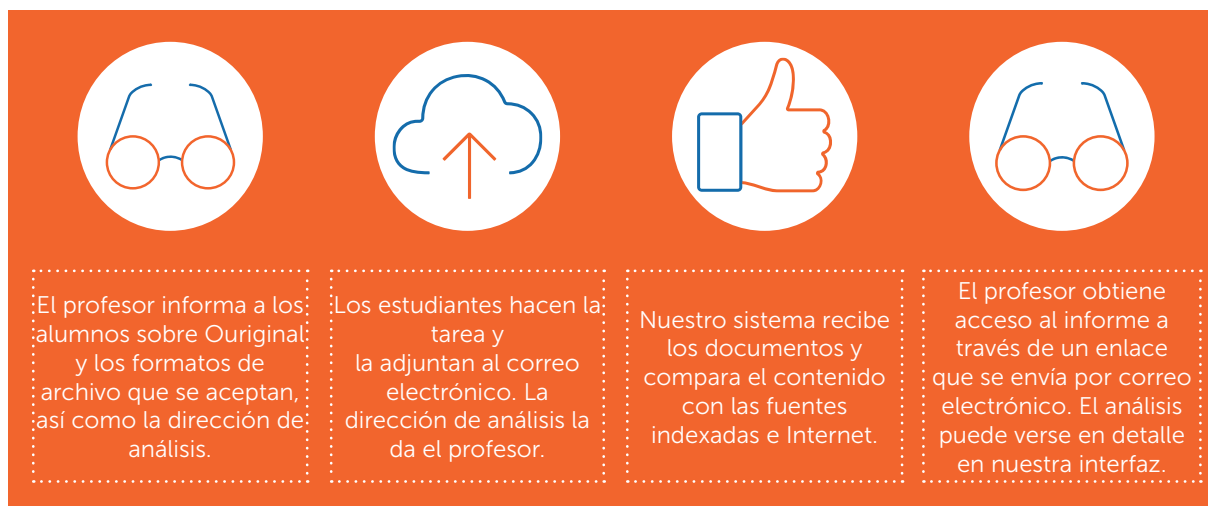 El profesor informa a los
alumnos sobre Ouriginal
y los formatos de
archivo que se aceptan,
así como la dirección de
análisis.
Los estudiantes hacen la
tarea y
la adjuntan al correo
electrónico. La
dirección de análisis la
da el profesor.
Nuestro sistema recibe
los documentos y
compara el contenido
con las fuentes
indexadas e Internet.
El profesor obtiene
acceso al informe a
través de un enlace
que se envía por correo
electrónico. El análisis
puede verse en detalle
en nuestra interfaz.